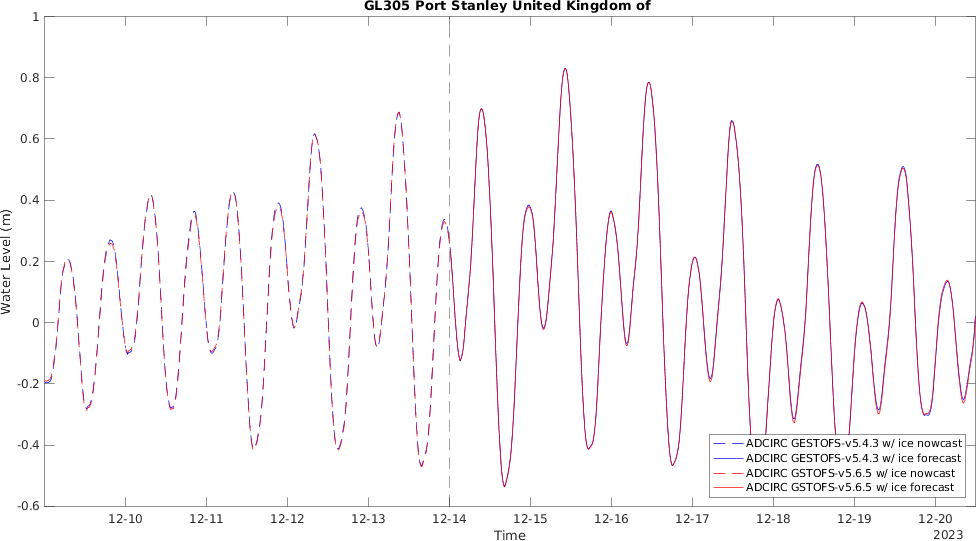 GL305 Port Stanley United Kingdom of
1
0.8
0.6
0.4
0.2
0
-0.2
-0.4
-0.6
Water Level (m)
ADCIRC GESTOFS-v5.4.3 w/ ice nowcast
ADCIRC GESTOFS-v5.4.3 w/ ice forecast
ADCIRC GSTOFS-v5.6.5 w/ ice nowcast
ADCIRC GSTOFS-v5.6.5 w/ ice forecast
12-10 12-11 12-12 12-13 12-14 12-15 12-16 12-17 12-18 12-19 12-20
Time 2023